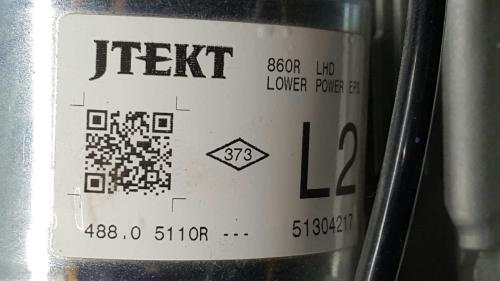 JTEKT
860R LHD
LOWER POWER EPS
373
L2
488.0 5110R ---
51304217